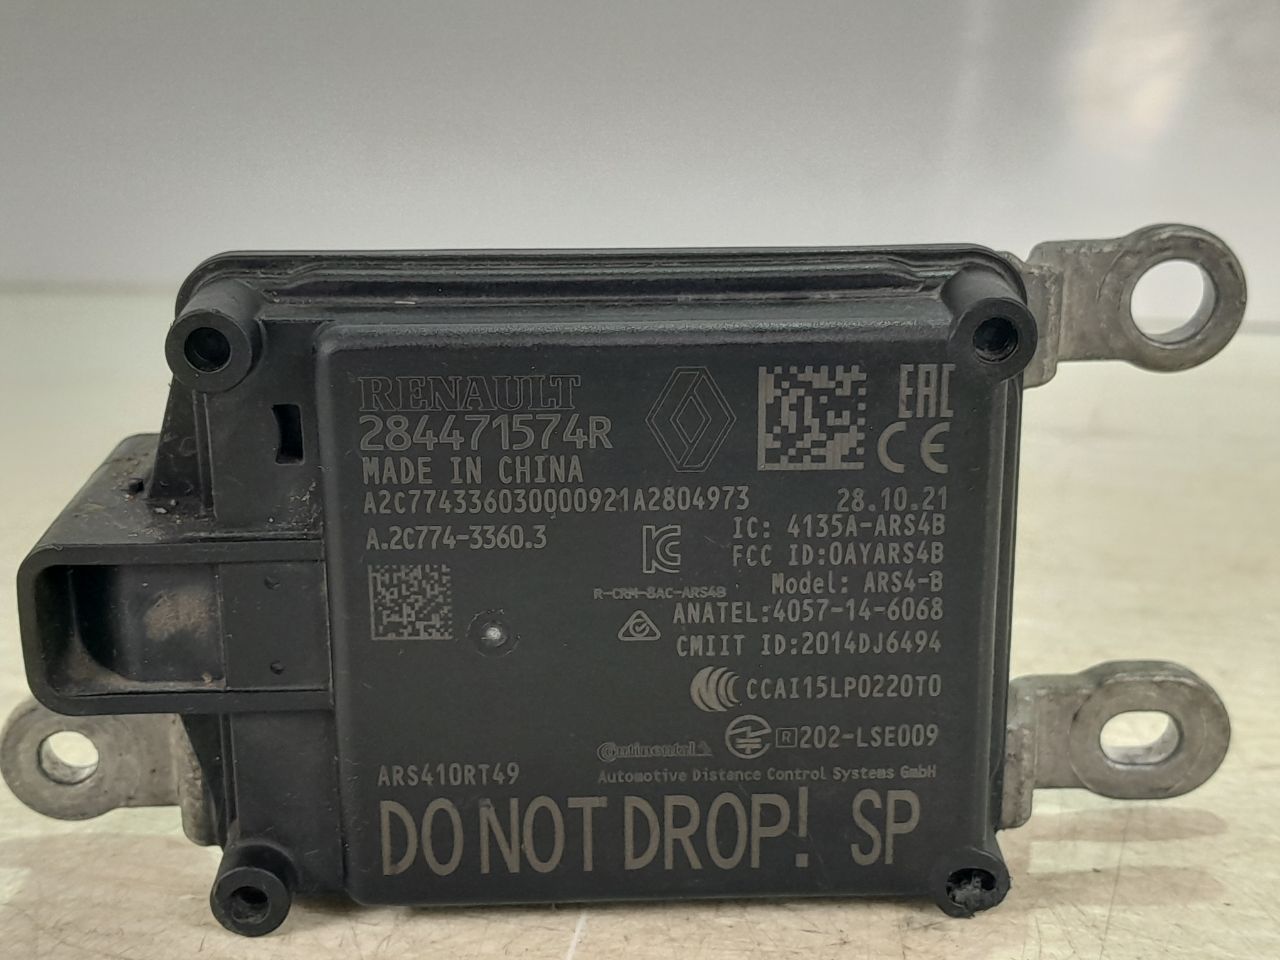 RENAULT
284471574R
MADE IN CHINA
A2C7743360300000921A2804973
28.10.21
A.2C774-3360.3
EAC
CE
IC: 4135A-ARS4B
FCC ID:OAYARS4B
Model: ARS4-B
R-CRM-8AC-ARS4B
ANATEL:4057-14-6068
CMIIT ID:2014DJ6494
CCAI15LP0220T0
R 202-LSE009
Continental
Automotive Distance Control Systems GmbH
ARS410RT49
DO NOT DROP! SP